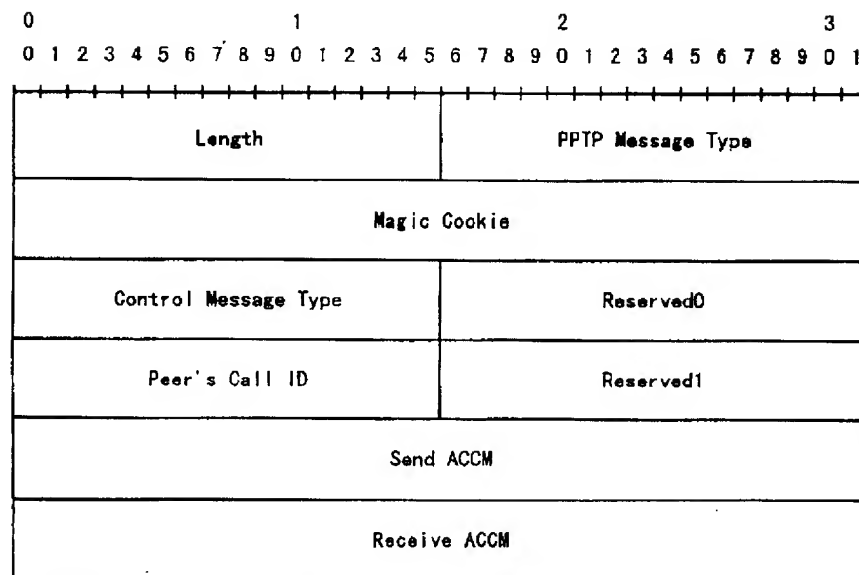 0 1 2 3
0 1 2 3 4 5 6 7 8 9 0 1 2 3 4 5 6 7 8 9 0 1 2 3 4 5 6 7 8 9 0 1
Length PPTP Message Type
Magic Cookie
Control Message Type Reserved0
Peer's Call ID Reserved1
Send ACCM
Receive ACCM